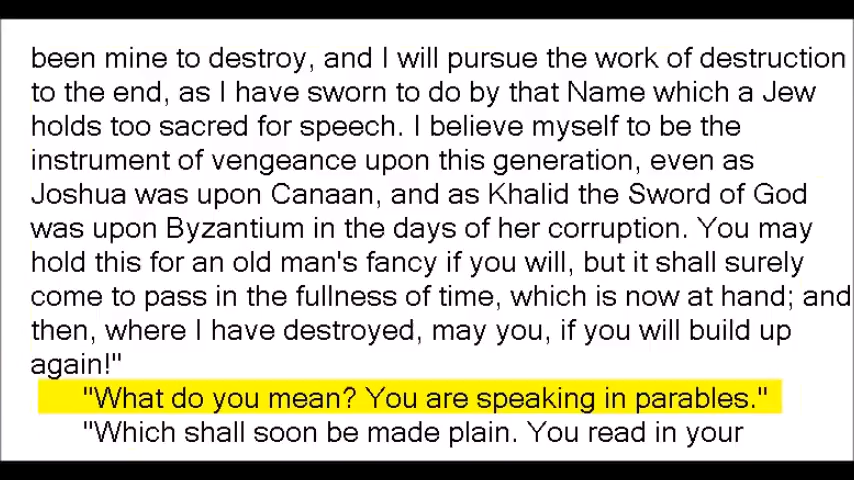 been mine to destroy, and I will pursue the work of destruction
to the end, as I have sworn to do by that Name which a Jew
holds too sacred for speech. I believe myself to be the
instrument of vengeance upon this generation, even as
Joshua was upon Canaan, and as Khalid the Sword of God
was upon Byzantium in the days of her corruption. You may
hold this for an old man's fancy if you will, but it shall surely
come to pass in the fullness of time, which is now at hand; and
then, where I have destroyed, may you, if you will build up
again!"
"What do you mean? You are speaking in parables."
"Which shall soon be made plain. You read in your